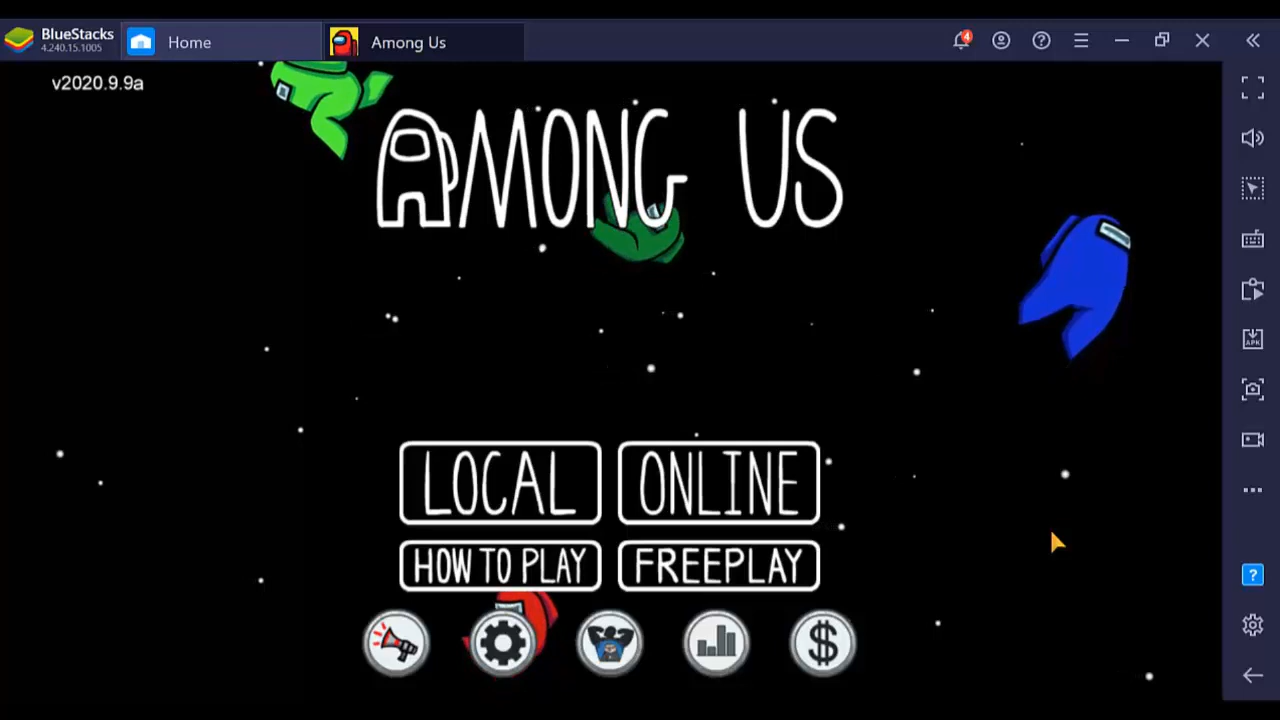 BlueStacks
4.240.15.1005
Home
Among Us
4
v2020.9.9a
AMONG US
LOCAL
ONLINE
HOW TO PLAY
FREEPLAY
$
APK
?